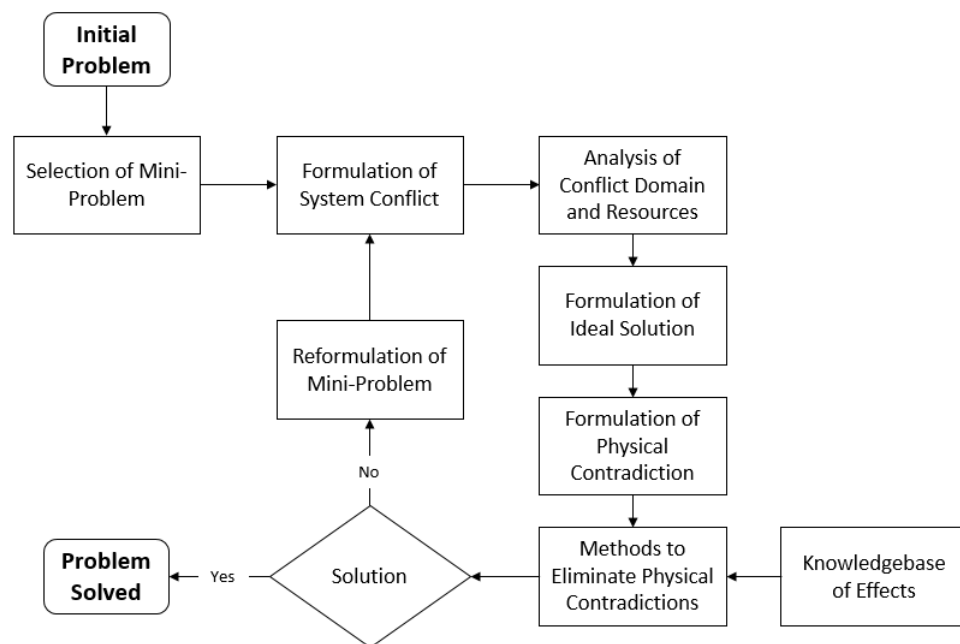 Initial
Problem
Selection of Mini-
Problem
Formulation of
System Conflict
Analysis of
Conflict Domain
and Resources
Formulation of
Ideal Solution
Reformulation of
Mini-Problem
Formulation of
Physical
Contradiction
No
Problem
Solved
Yes
Solution
Methods to
Eliminate Physical
Contradictions
Knowledgebase
of Effects